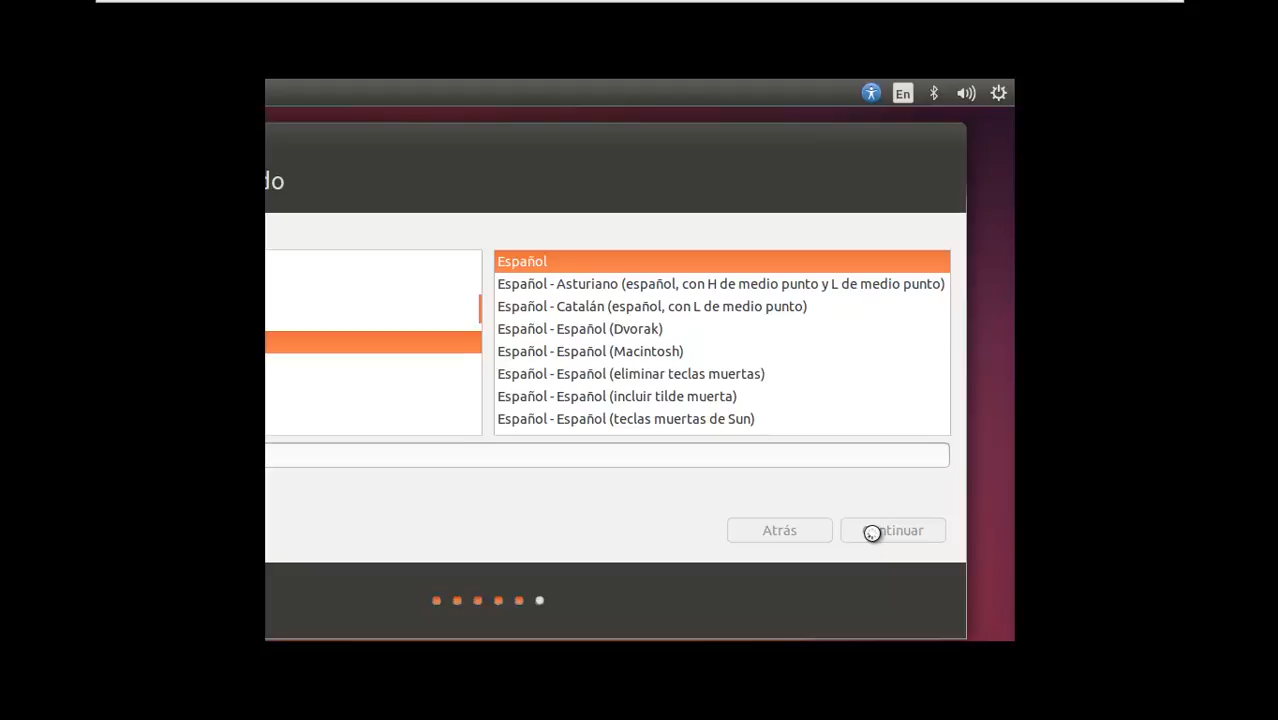 En
do
Español
Español - Asturiano (español, con H de medio punto y L de medio punto)
Español - Catalán (español, con L de medio punto)
Español - Español (Dvorak)
Español - Español (Macintosh)
Español - Español (eliminar teclas muertas)
Español - Español (incluir tilde muerta)
Español - Español (teclas muertas de Sun)
Atrás
Continuar